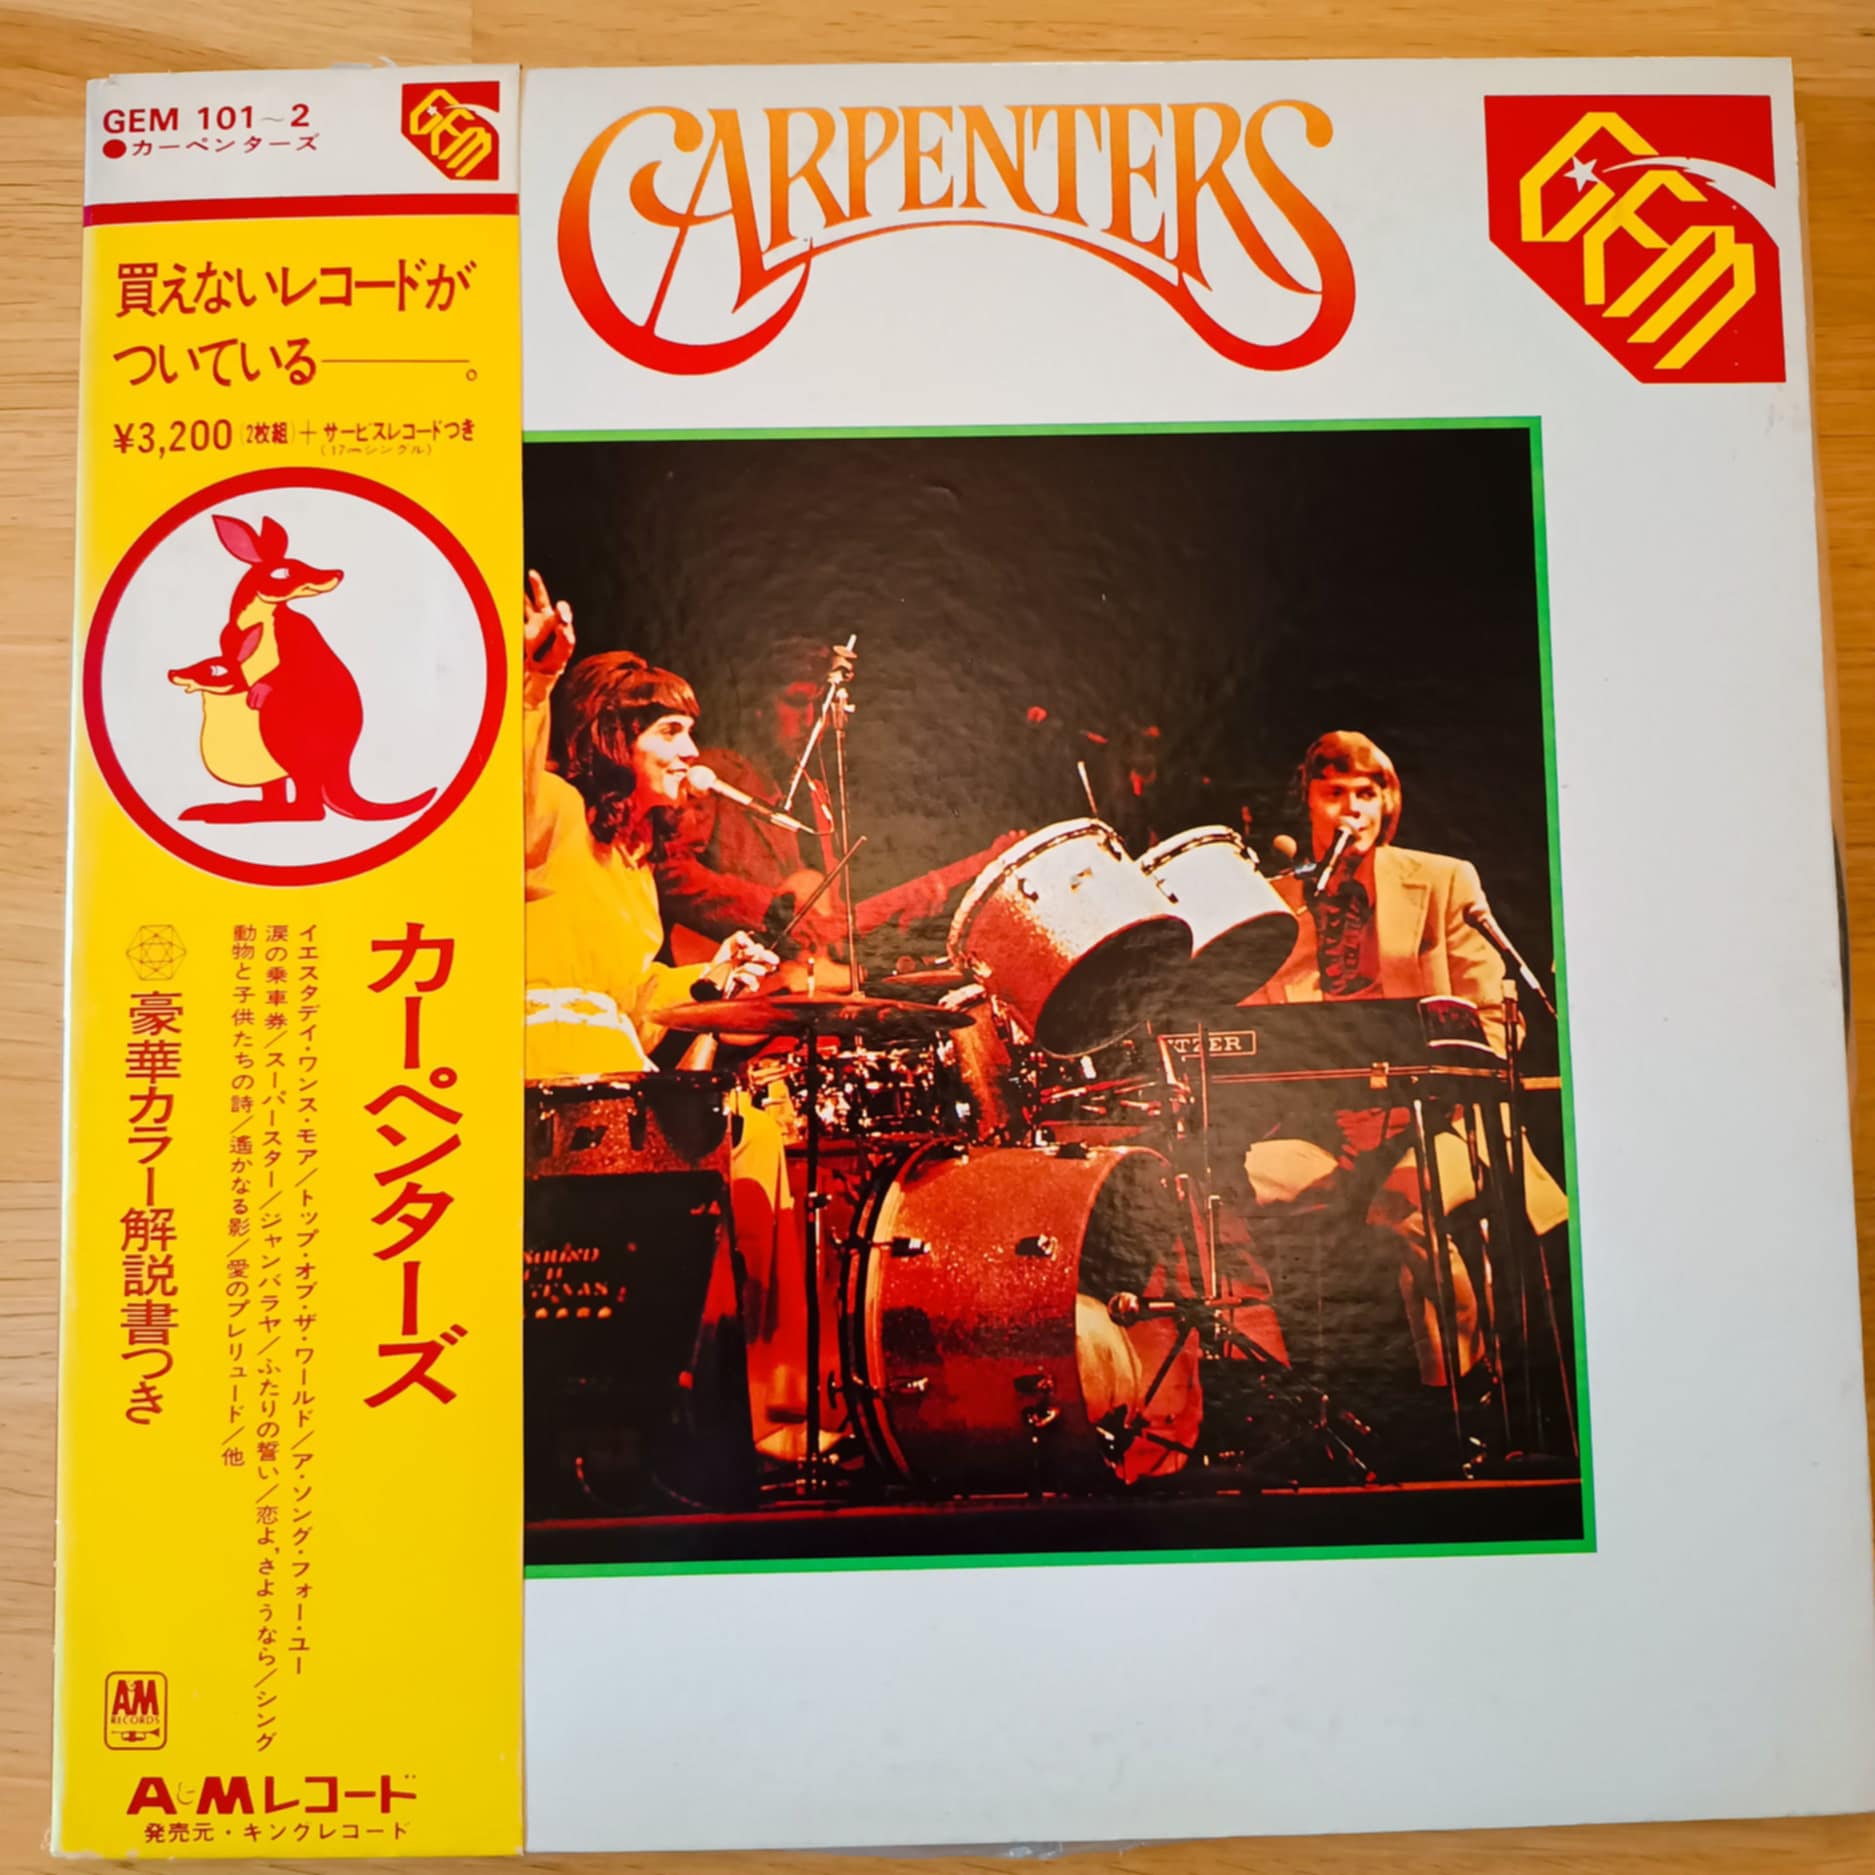 GEM 101~2
●カーペンターズ
GEM
買えないレコードが
ついている——。
¥3,200(2枚組)+サービスレコードつき
(17cmシングル)
カーペンターズ
イエスタデイ・ワンス・モア/トップ・オブ・ザ・ワールド/ア・ソング・フォー・ユー
涙の乗車券/スーパースター/ジャンバラヤ/ふたりの誓い/恋よ,さようなら/シング
動物と子供たちの詩/遙かなる影/愛のプレリュード/他
豪華カラー解説書つき
A&M
RECORDS
A&Mレコード
発売元・キングレコード
CARPENTERS
GEM
TZER
SOUND
TEXAS